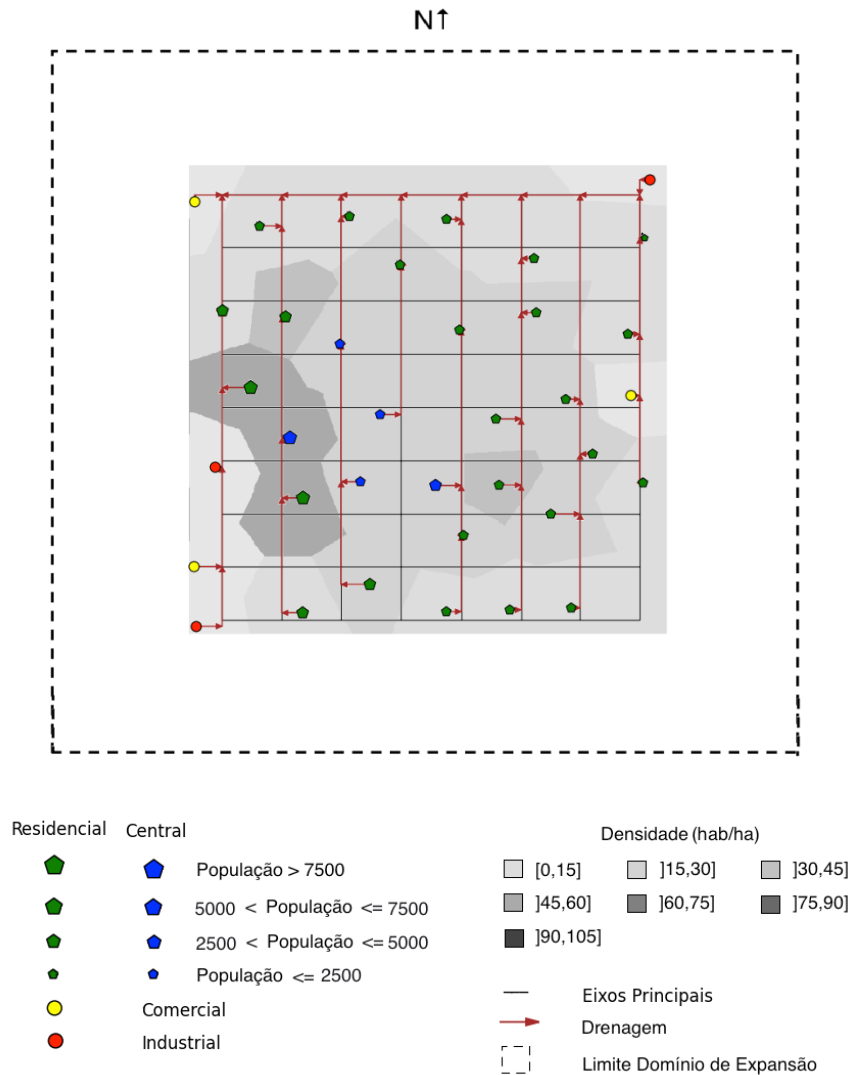 N↑
Residencial Central
População > 7500
5000 < População <= 7500
2500 < População <= 5000
População <= 2500
Comercial
Industrial
Densidade (hab/ha)
[0,15] ]15,30] ]30,45]
]45,60] ]60,75] ]75,90]
]90,105]
Eixos Principais
Drenagem
Limite Domínio de Expansão